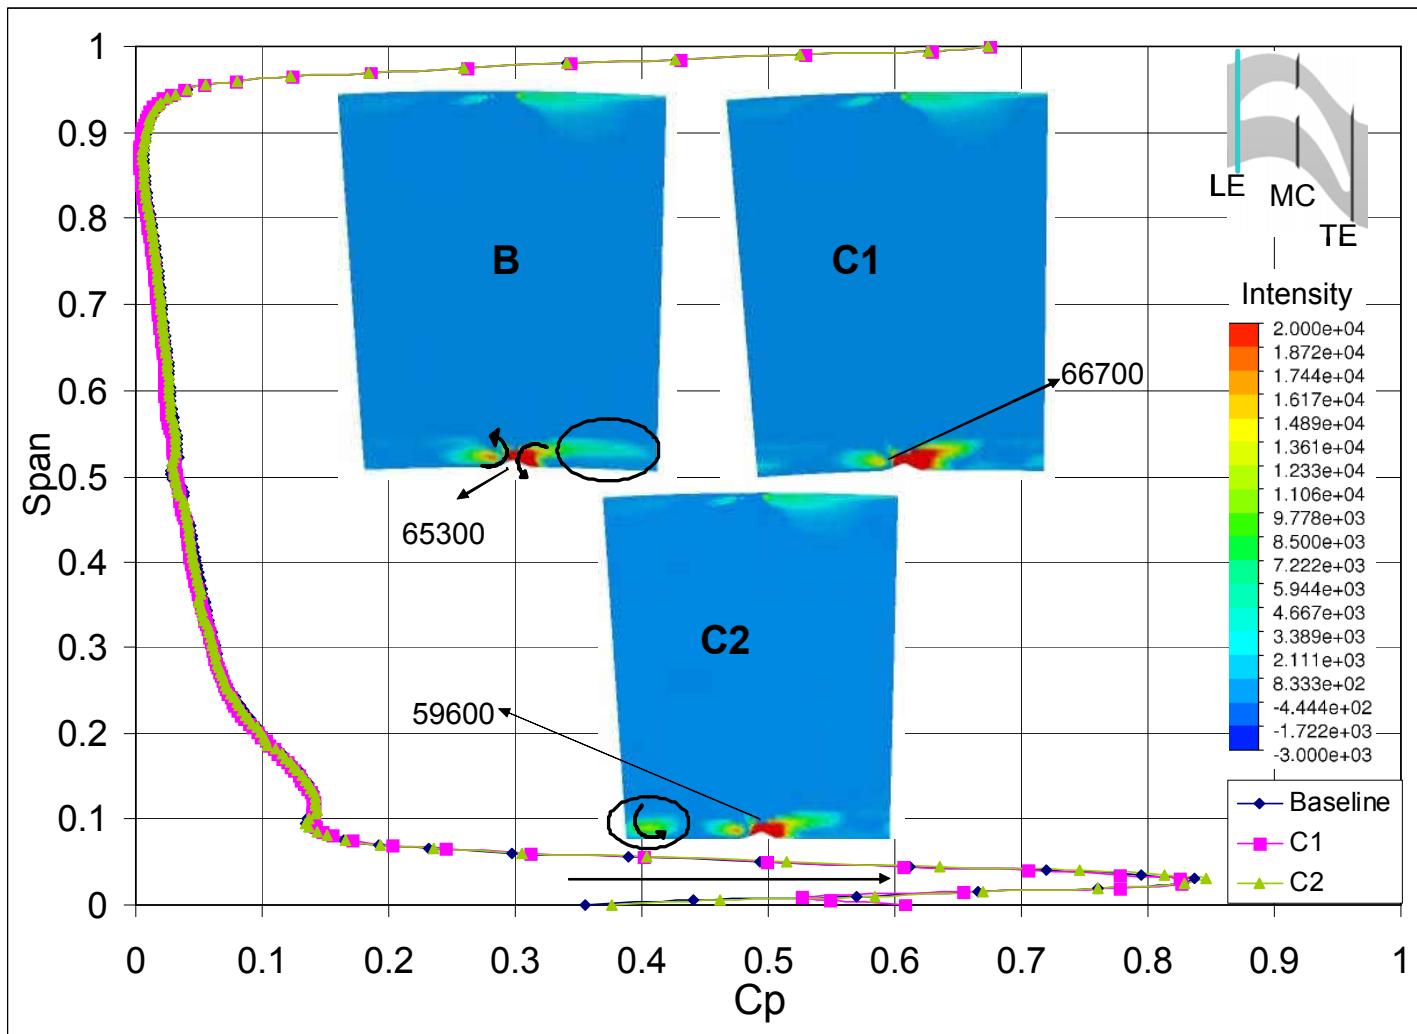 1
0.9
0.8
0.7
0.6
0.5
0.4
0.3
0.2
0.1
0
Span
0
0.1
0.2
0.3
0.4
0.5
0.6
0.7
0.8
0.9
1
Cp
B
65300
C1
66700
C2
59600
LE
MC
TE
Intensity
2.000e+04
1.872e+04
1.744e+04
1.617e+04
1.489e+04
1.361e+04
1.233e+04
1.106e+04
9.778e+03
8.500e+03
7.222e+03
5.944e+03
4.667e+03
3.389e+03
2.111e+03
8.333e+02
-4.444e+02
-1.722e+03
-3.000e+03
Baseline
C1
C2